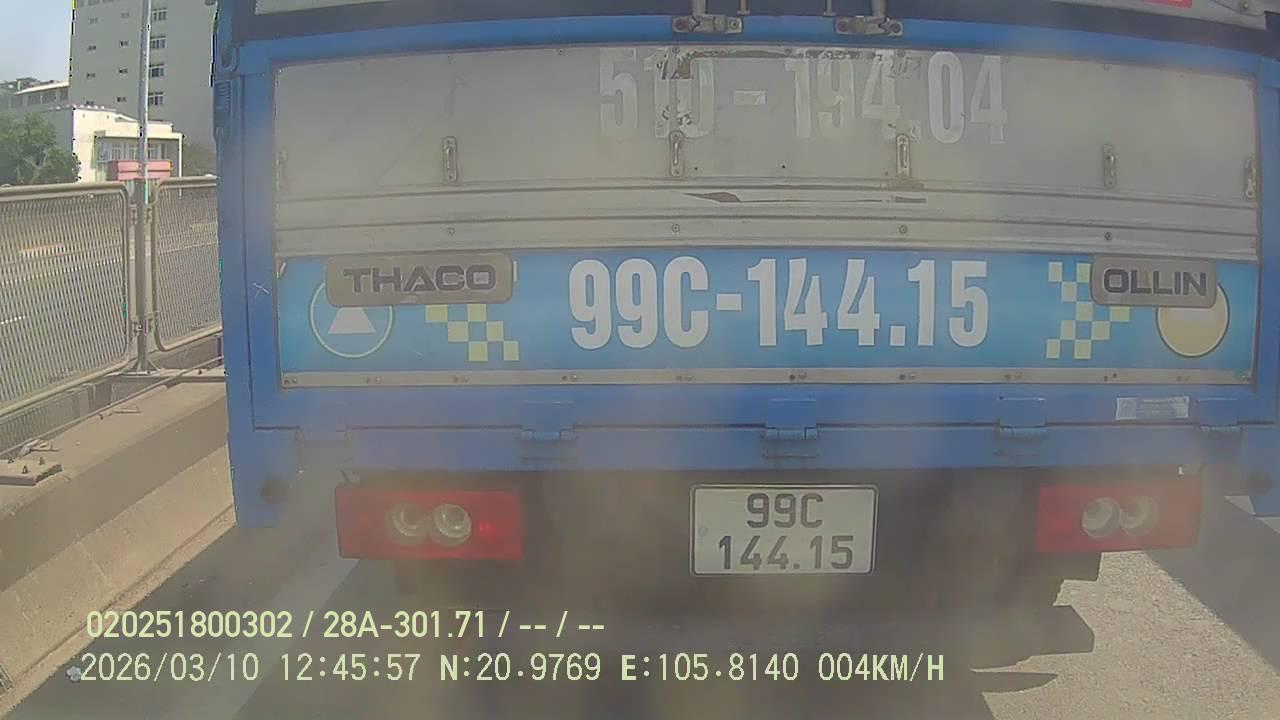 51D - 194.04
THACO
99C-144.15
OLLIN
99C
144.15
020251800302 / 28A-301.71 / -- / --
2026/03/10 12:45:57 N:20.9769 E:105.8140 004KM/H